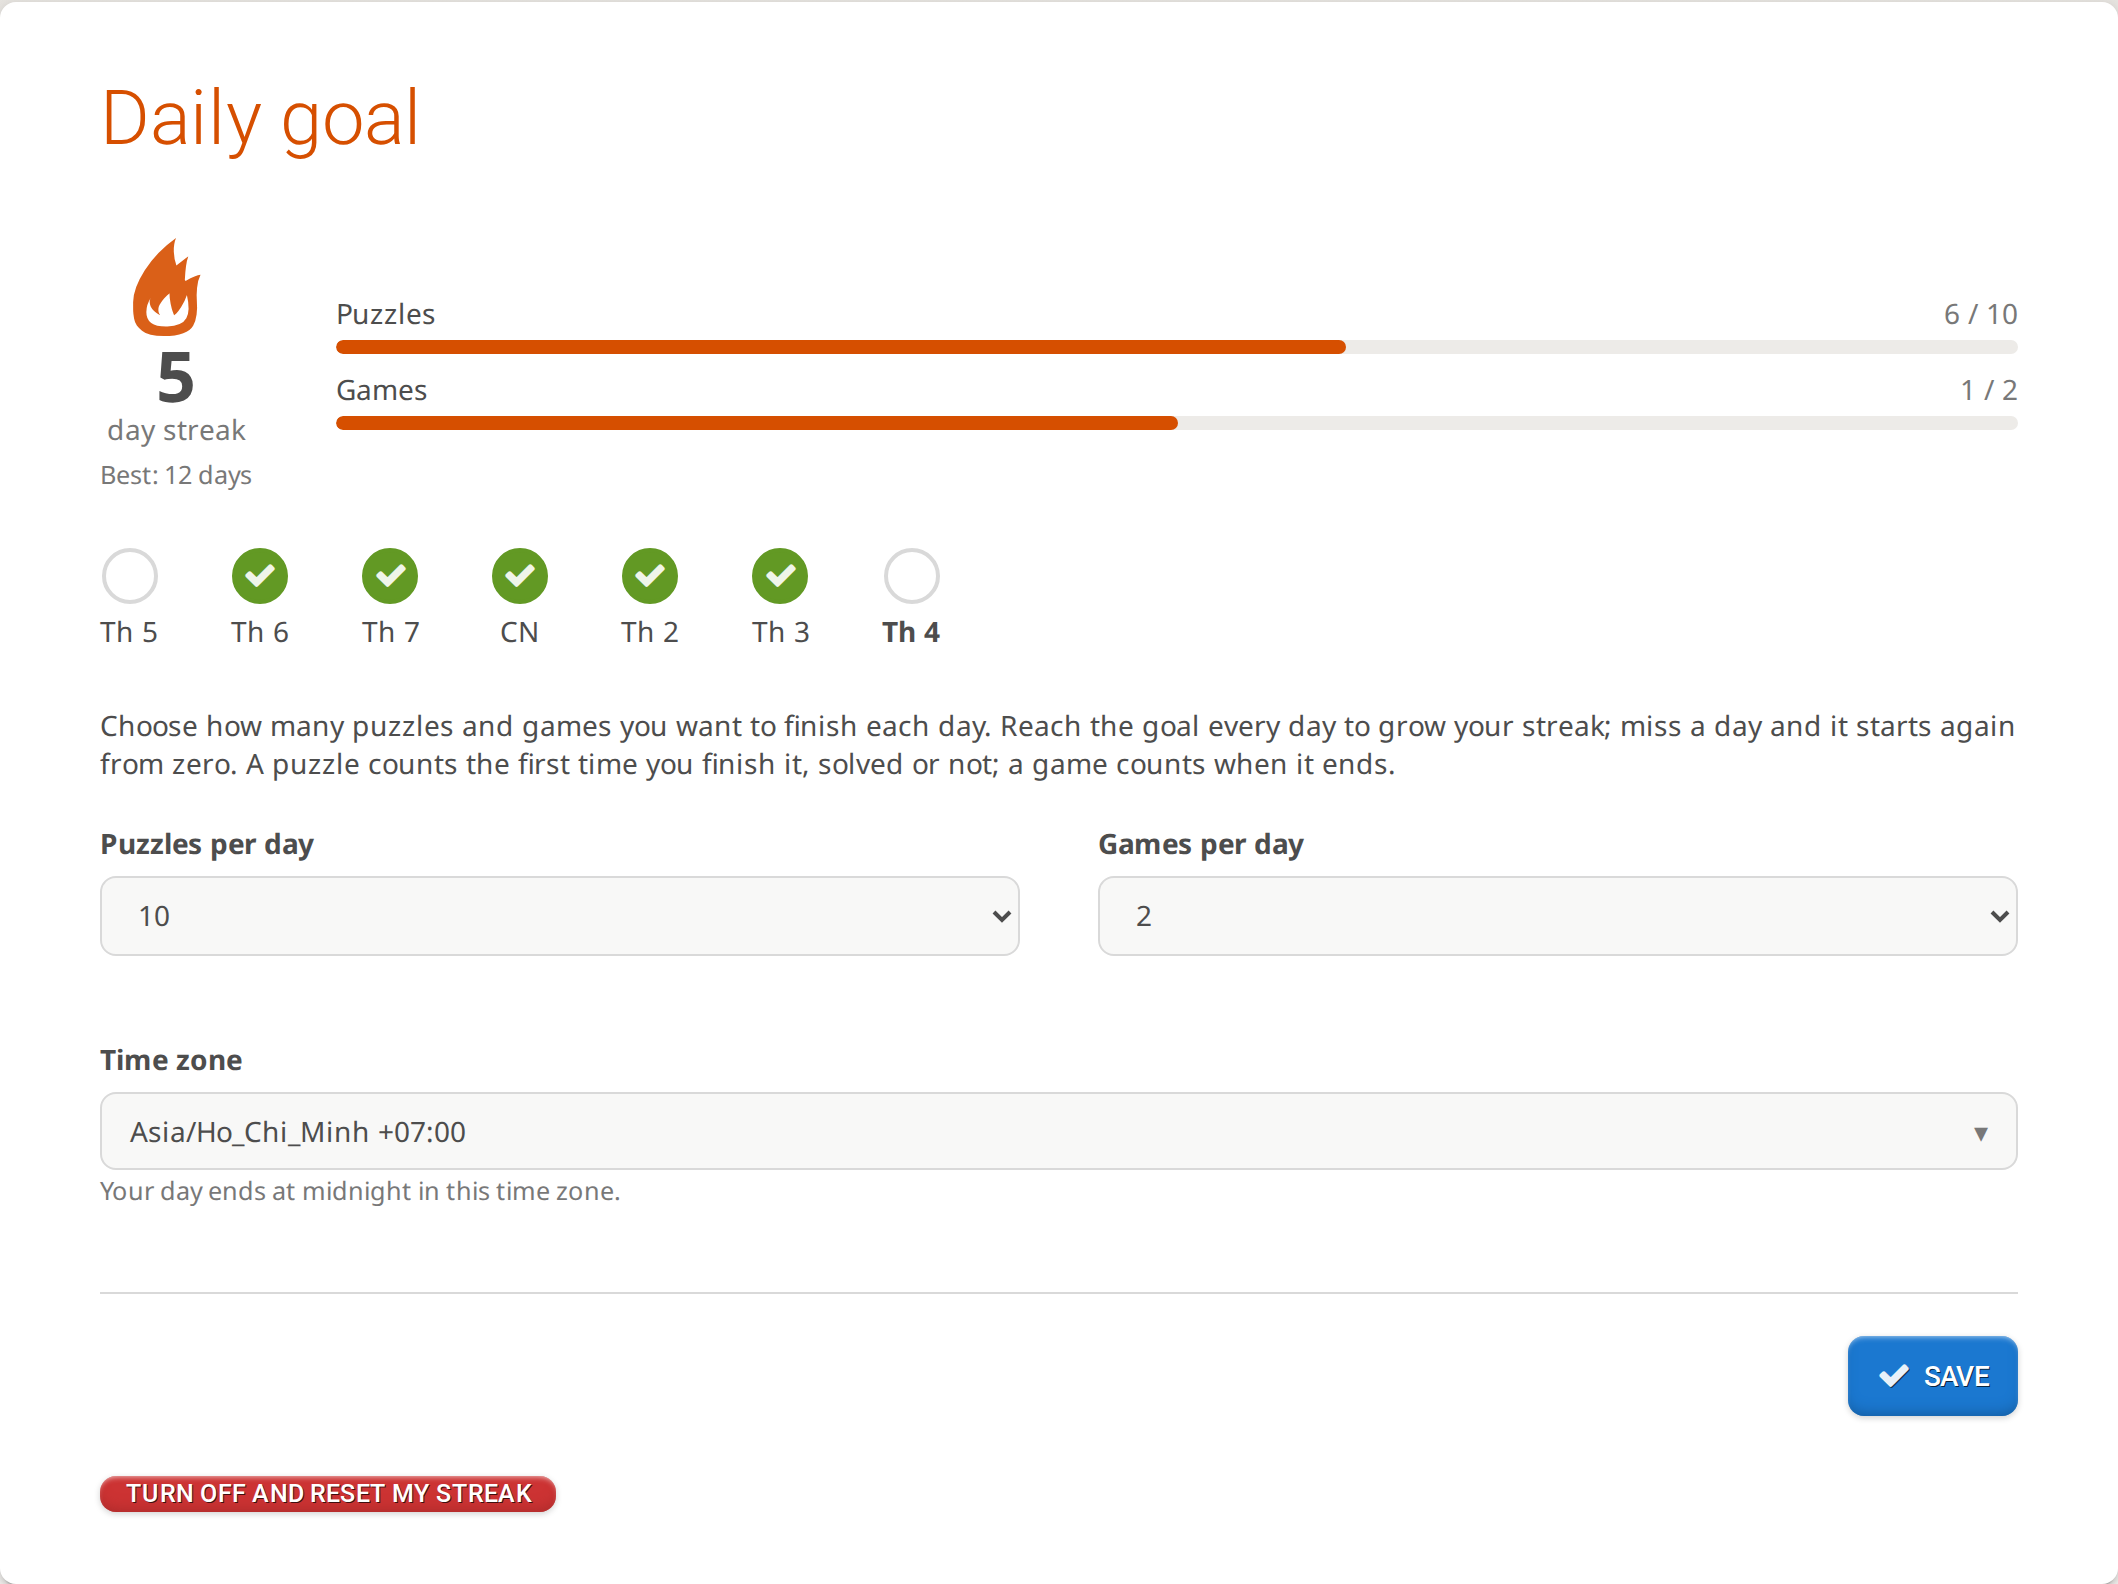 Daily goal
5
day streak
Best: 12 days
Puzzles 6 / 10
Games 1 / 2
Th 5 Th 6 Th 7 CN Th 2 Th 3 Th 4
Choose how many puzzles and games you want to finish each day. Reach the goal every day to grow your streak; miss a day and it starts again
from zero. A puzzle counts the first time you finish it, solved or not; a game counts when it ends.
Puzzles per day Games per day
10 2
Time zone
Asia/Ho_Chi_Minh +07:00
Your day ends at midnight in this time zone.
SAVE
TURN OFF AND RESET MY STREAK